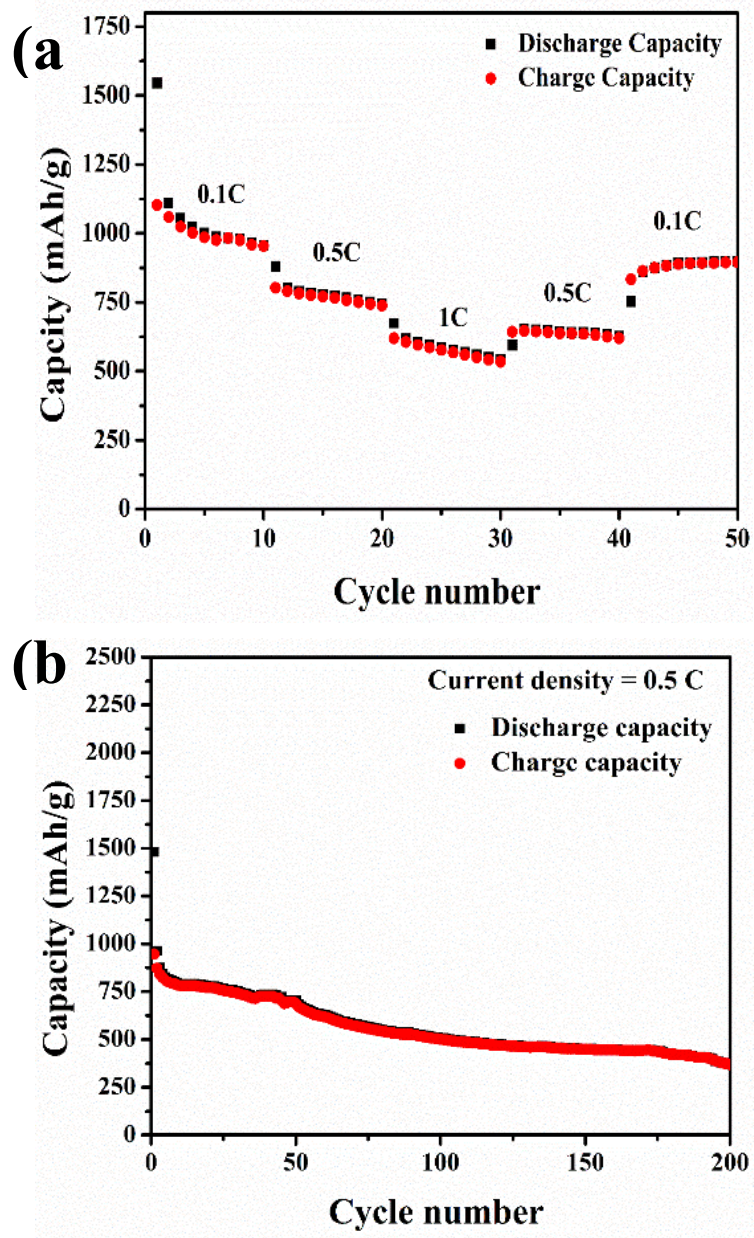 (a
1750
1500
1250
1000
750
500
250
0
Capcity (mAh/g)
Discharge Capacity
Charge Capacity
0.1C
0.5C
1C
0.5C
0.1C
0 10 20 30 40 50
Cycle number
(b
2500
2250
2000
1750
1500
1250
1000
750
500
250
0
Capacity (mAh/g)
Current density = 0.5 C
Discharge capacity
Charge capacity
0 50 100 150 200
Cycle number